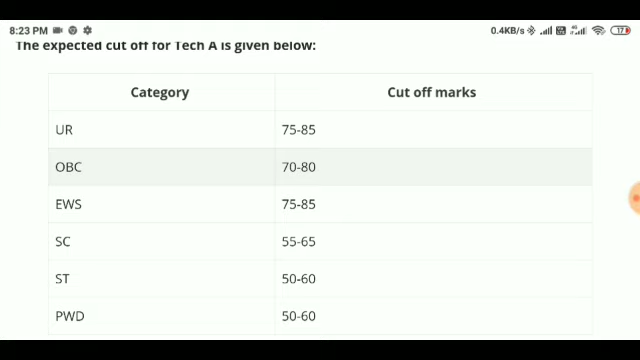 8:23 PM 0.4KB/s 17
The expected cut off for Tech A is given below:
Category Cut off marks
UR 75-85
OBC 70-80
EWS 75-85
SC 55-65
ST 50-60
PWD 50-60